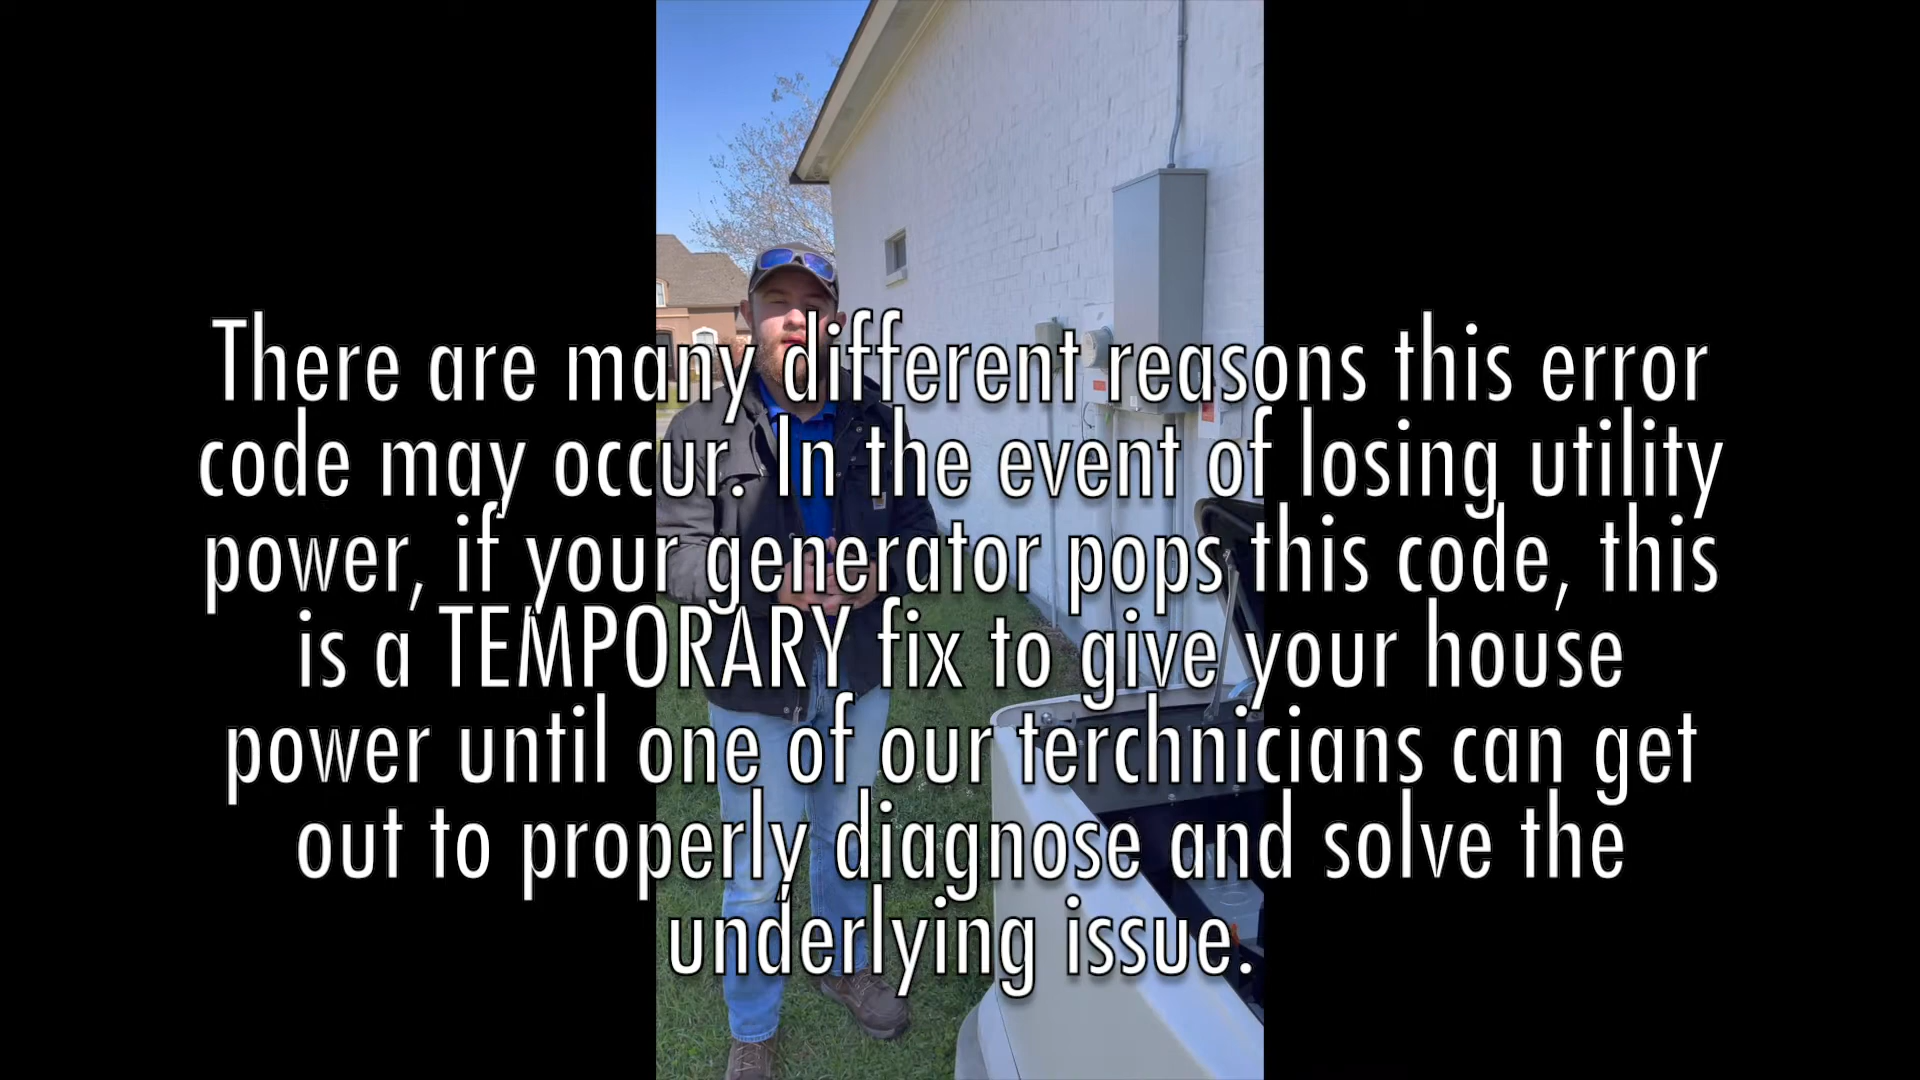 There are many different reasons this error
code may occur. In the event of losing utility
power, if your generator pops this code, this
is a TEMPORARY fix to give your house
power until one of our terchnicians can get
out to properly diagnose and solve the
underlying issue.